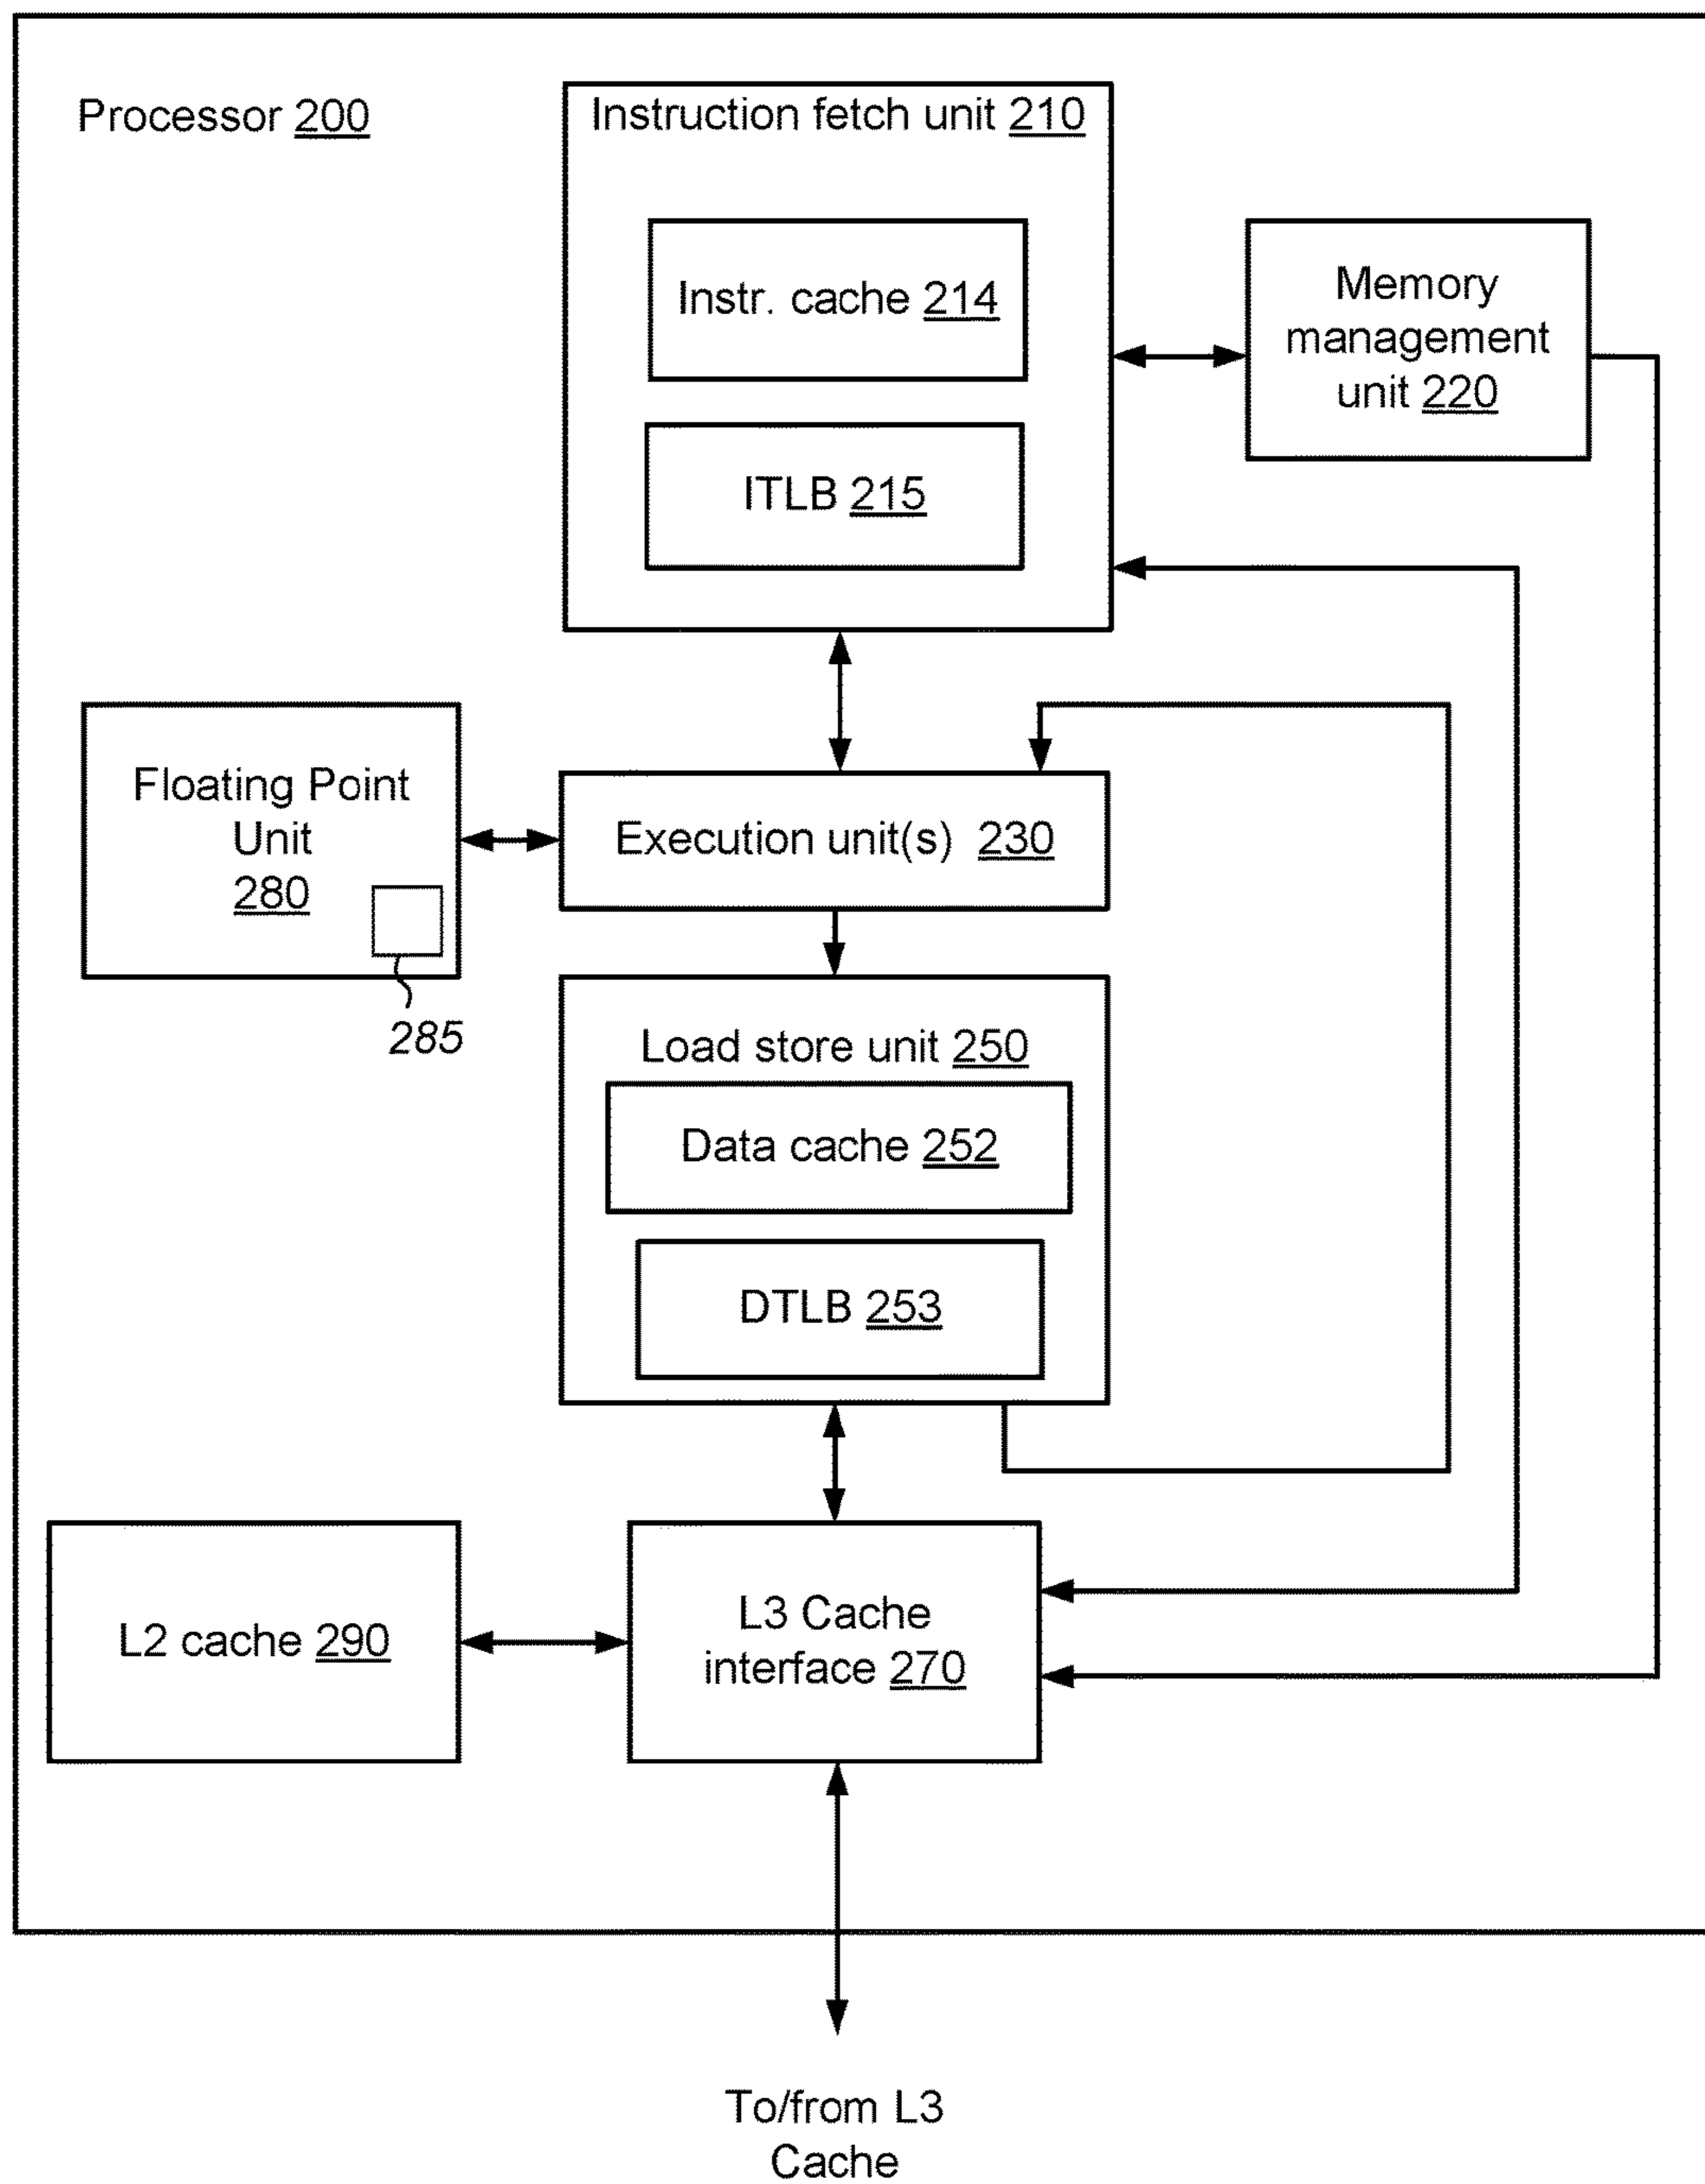 Processor 200
Instruction fetch unit 210
Instr. cache 214
Memory
management
unit 220
ITLB 215
Floating Point
Unit
280
285
Execution unit(s) 230
Load store unit 250
Data cache 252
DTLB 253
L2 cache 290
L3 Cache
interface 270
To/from L3
Cache